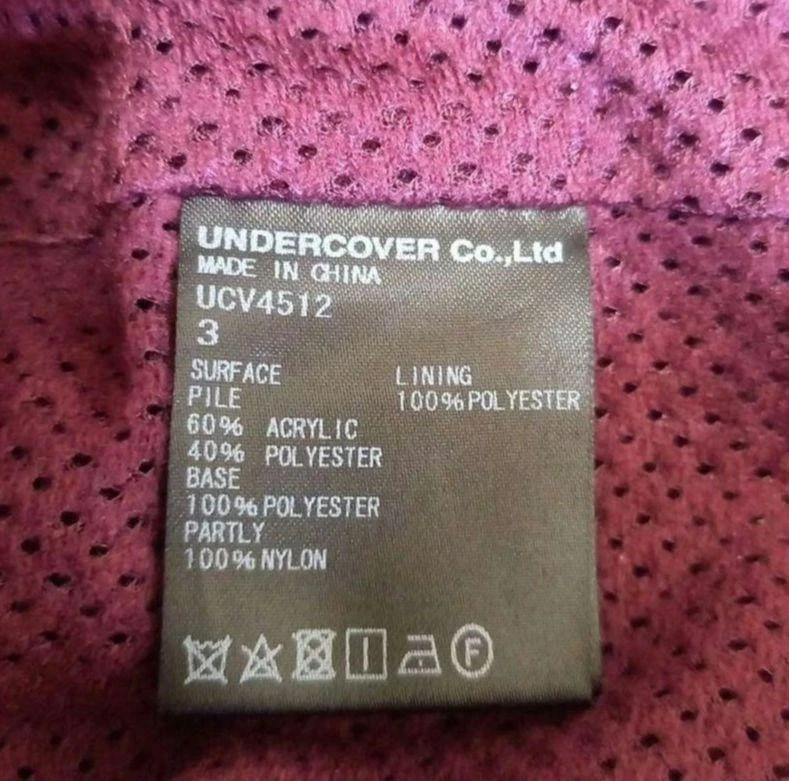 UNDERCOVER Co.,Ltd
MADE IN CHINA
UCV4512
3
SURFACE
PILE
60% ACRYLIC
40% POLYESTER
BASE
100% POLYESTER
PARTLY
100% NYLON
LINING
100% POLYESTER
F